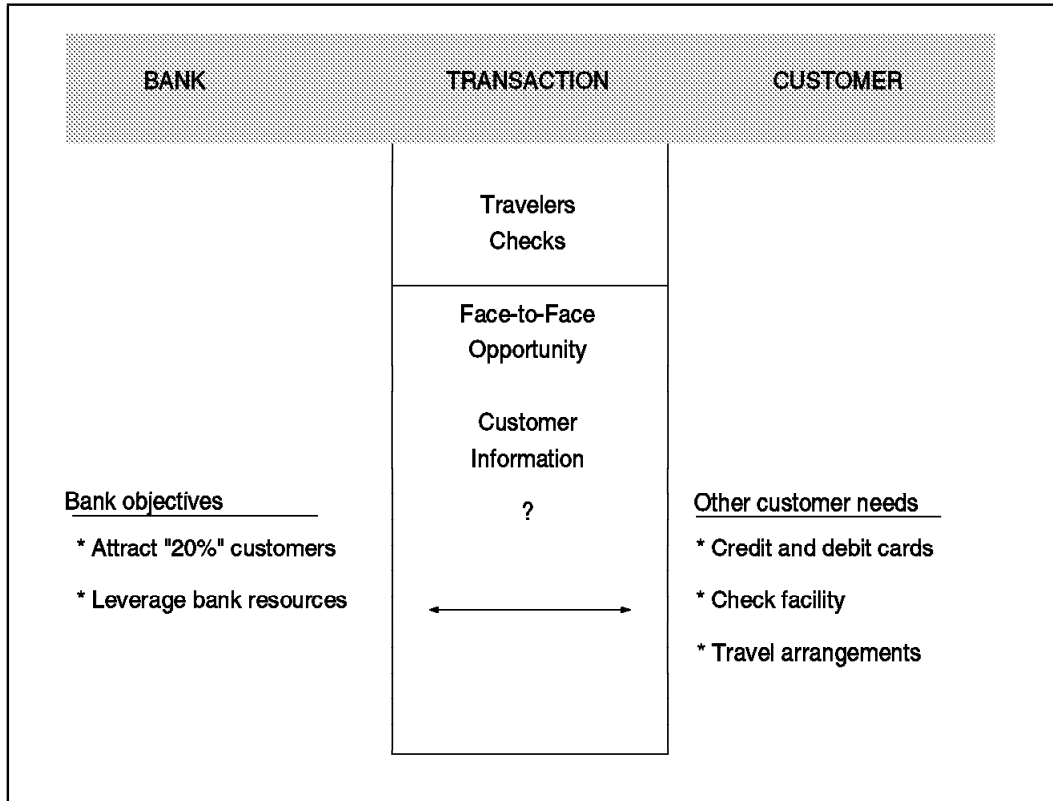 BANK TRANSACTION CUSTOMER
Travelers
Checks
Face-to-Face
Opportunity
Customer
Information
?
Bank objectives
* Attract "20%" customers
* Leverage bank resources
Other customer needs
* Credit and debit cards
* Check facility
* Travel arrangements